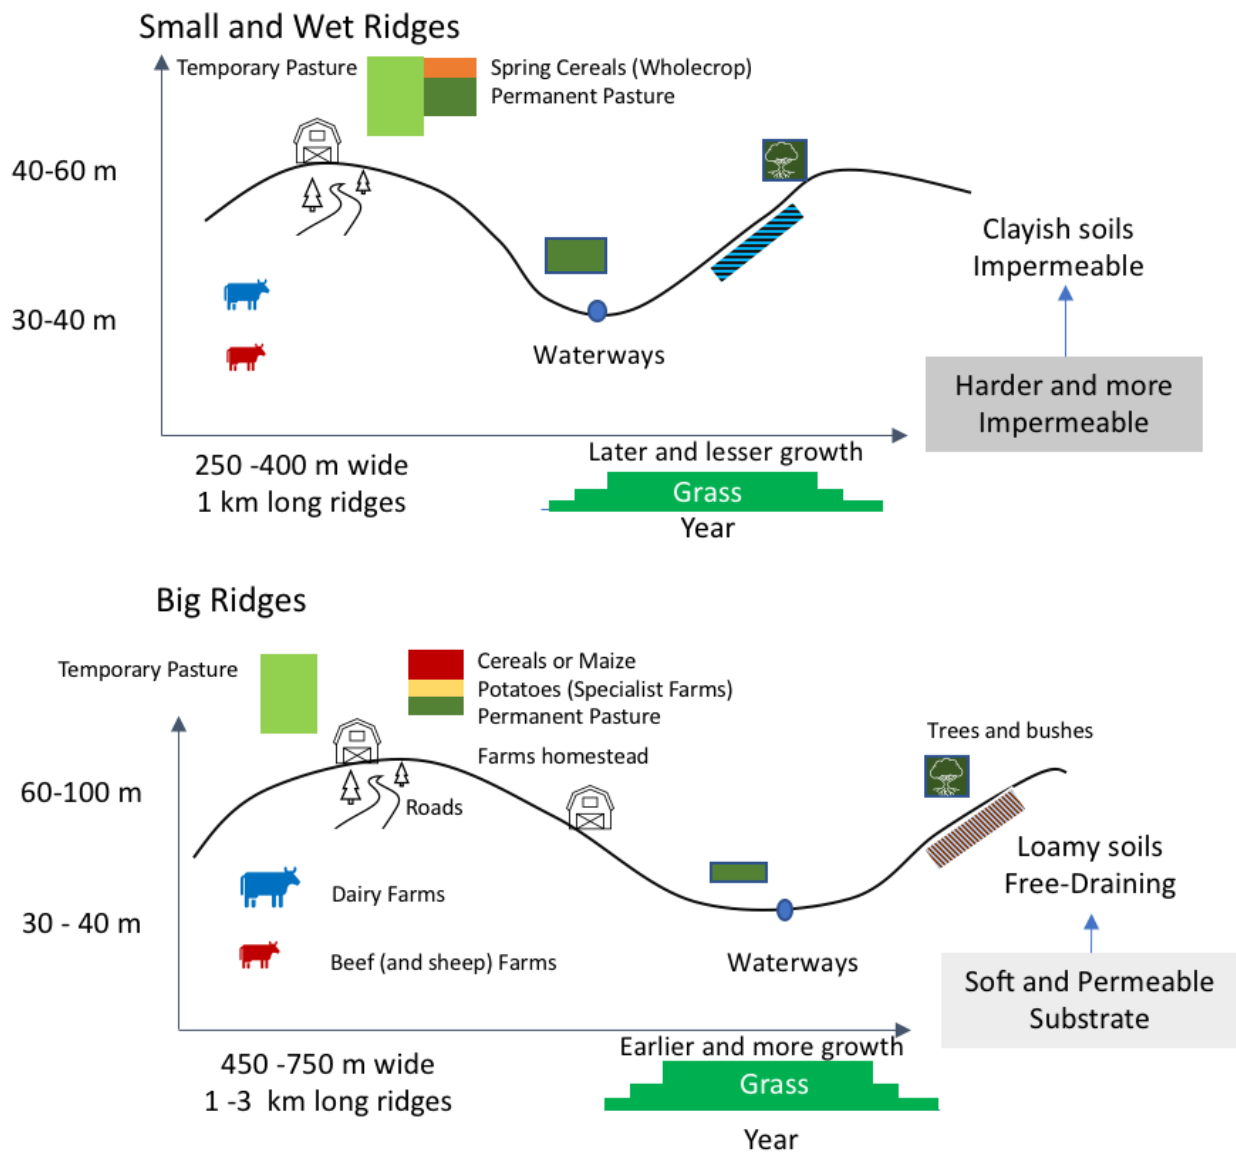 Small and Wet Ridges
Temporary Pasture
Spring Cereals (Wholecrop)
Permanent Pasture
40-60 m
30-40 m
Waterways
Clayish soils
Impermeable
Harder and more
Impermeable
250 -400 m wide
1 km long ridges
Later and lesser growth
Grass
Year
Big Ridges
Temporary Pasture
Cereals or Maize
Potatoes (Specialist Farms)
Permanent Pasture
Farms homestead
Trees and bushes
60-100 m
Roads
Loamy soils
Free-Draining
Dairy Farms
30 - 40 m
Beef (and sheep) Farms
Waterways
Soft and Permeable
Substrate
450 -750 m wide
1 -3 km long ridges
Earlier and more growth
Grass
Year